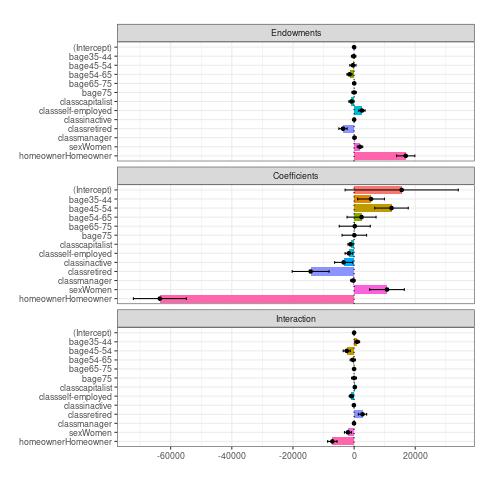 Endowments
(Intercept)
bage35-44
bage45-54
bage54-65
bage65-75
bage75
classcapitalist
classself-employed
classinactive
classretired
classmanager
sexWomen
homeownerHomeowner
Coefficients
(Intercept)
bage35-44
bage45-54
bage54-65
bage65-75
bage75
classcapitalist
classself-employed
classinactive
classretired
classmanager
sexWomen
homeownerHomeowner
Interaction
(Intercept)
bage35-44
bage45-54
bage54-65
bage65-75
bage75
classcapitalist
classself-employed
classinactive
classretired
classmanager
sexWomen
homeownerHomeowner
-60000 -40000 -20000 0 20000